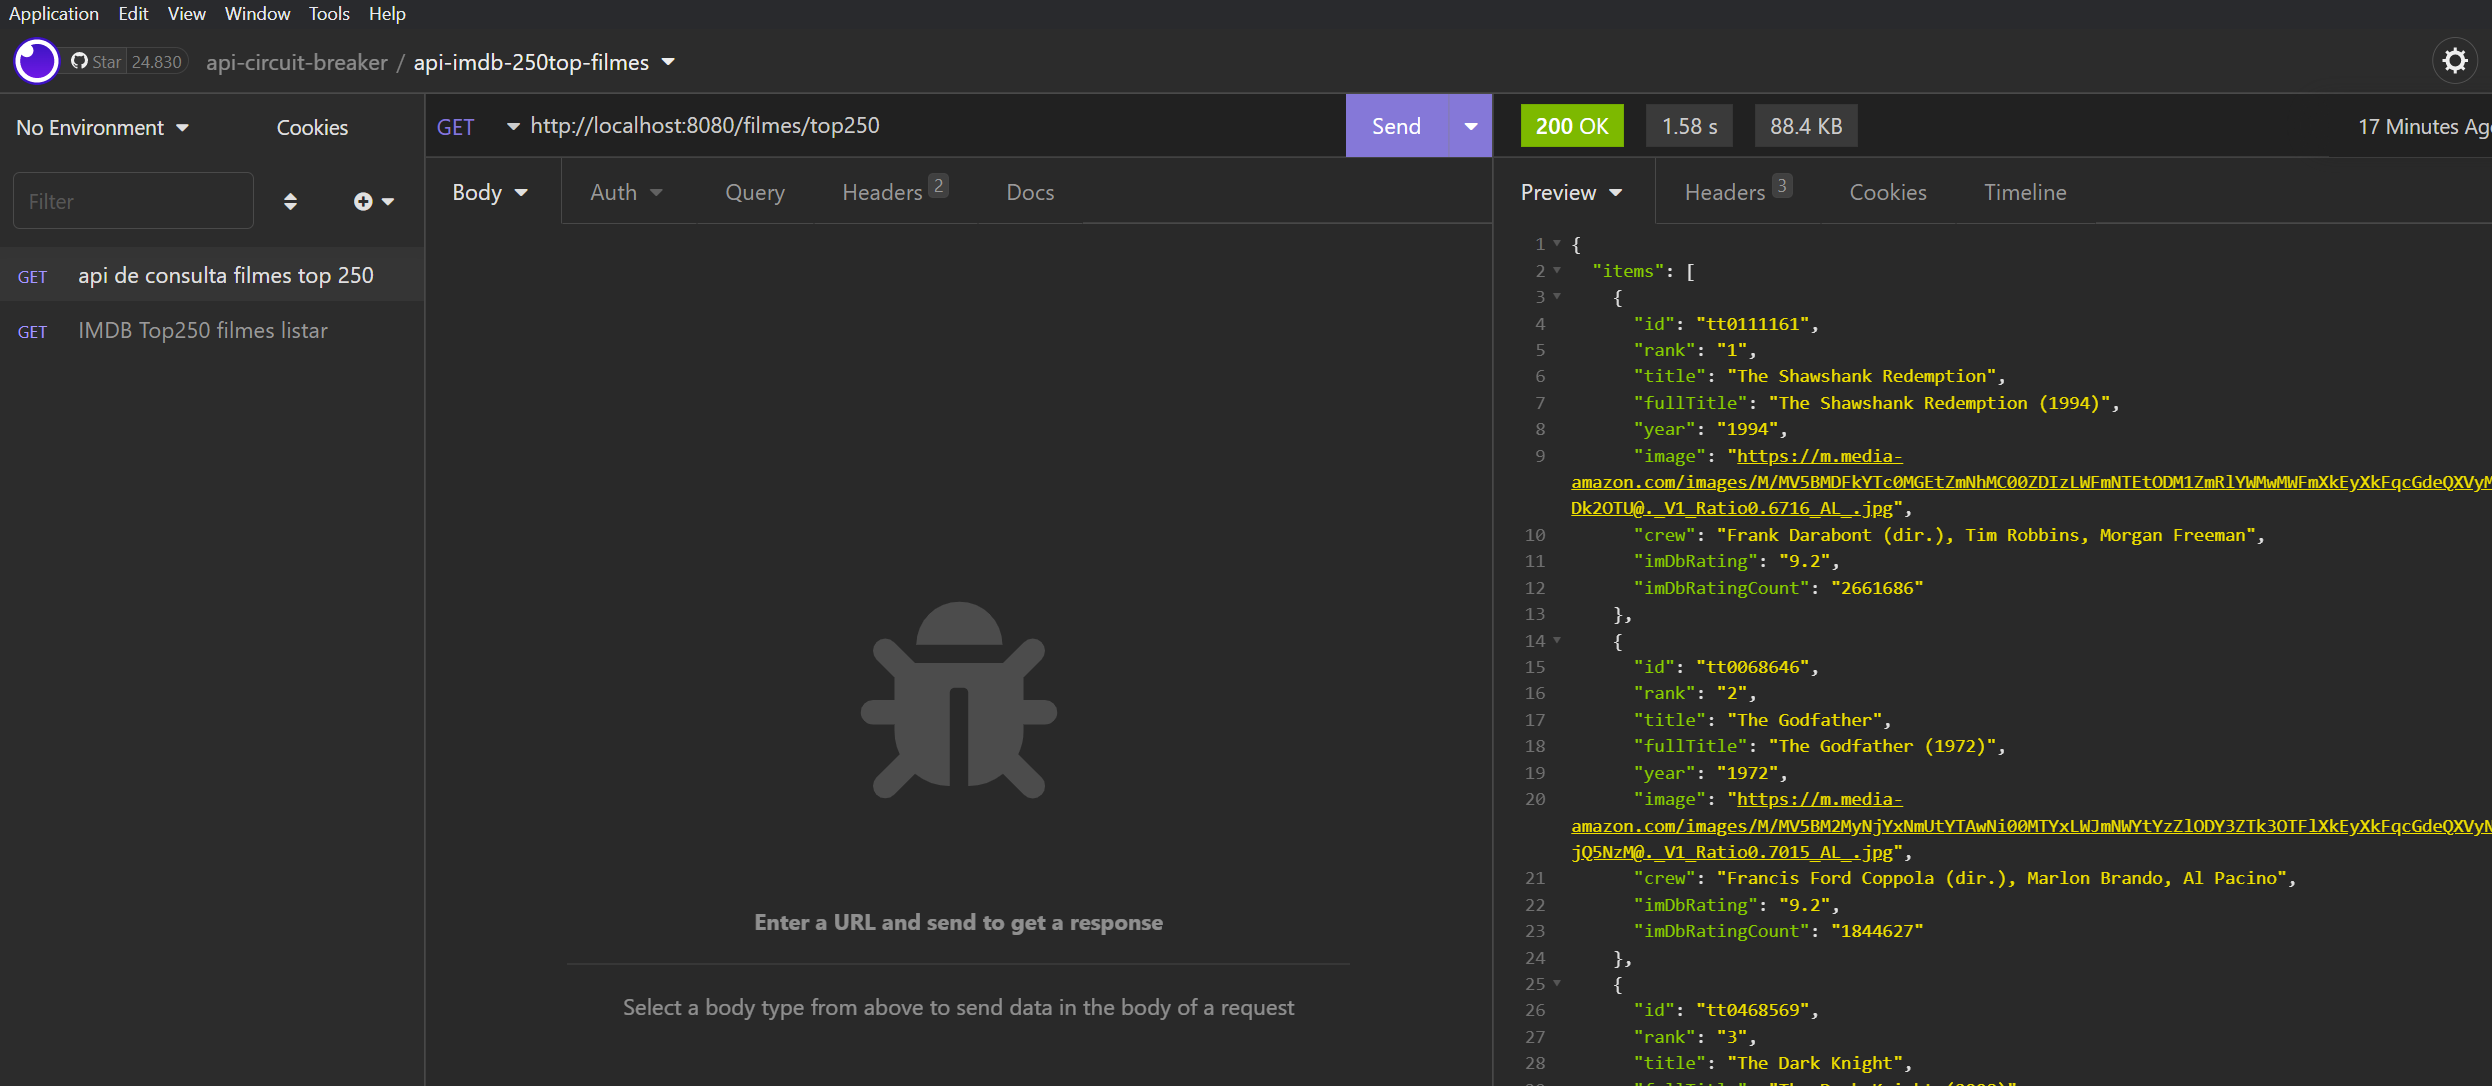 Application Edit View Window Tools Help
Star 24.830 api-circuit-breaker / api-imdb-250top-filmes
No Environment Cookies
Filter
GET api de consulta filmes top 250
GET IMDB Top250 filmes listar
GET http://localhost:8080/filmes/top250 Send
Body Auth Query Headers 2 Docs
Enter a URL and send to get a response
Select a body type from above to send data in the body of a request
200 OK 1.58 s 88.4 KB 17 Minutes Ag
Preview Headers 3 Cookies Timeline
1 {
2 "items": [
3 {
4 "id": "tt0111161",
5 "rank": "1",
6 "title": "The Shawshank Redemption",
7 "fullTitle": "The Shawshank Redemption (1994)",
8 "year": "1994",
9 "image": "https://m.media-
amazon.com/images/M/MV5BMDFkYTc0MGEtZmNhMC00ZDIzLWFmNTEtODM1ZmRlYWMwMWFmXkEyXkFqcGdeQXVyM
Dk2OTU@._V1_Ratio0.6716_AL_.jpg",
10 "crew": "Frank Darabont (dir.), Tim Robbins, Morgan Freeman",
11 "imDbRating": "9.2",
12 "imDbRatingCount": "2661686"
13 },
14 {
15 "id": "tt0068646",
16 "rank": "2",
17 "title": "The Godfather",
18 "fullTitle": "The Godfather (1972)",
19 "year": "1972",
20 "image": "https://m.media-
amazon.com/images/M/MV5BM2MyNjYxNmUtYTAwNi00MTYxLWJmNWYtYzZlODY3ZTk3OTFlXkEyXkFqcGdeQXVyN
jQ5NzM@._V1_Ratio0.7015_AL_.jpg",
21 "crew": "Francis Ford Coppola (dir.), Marlon Brando, Al Pacino",
22 "imDbRating": "9.2",
23 "imDbRatingCount": "1844627"
24 },
25 {
26 "id": "tt0468569",
27 "rank": "3",
28 "title": "The Dark Knight",